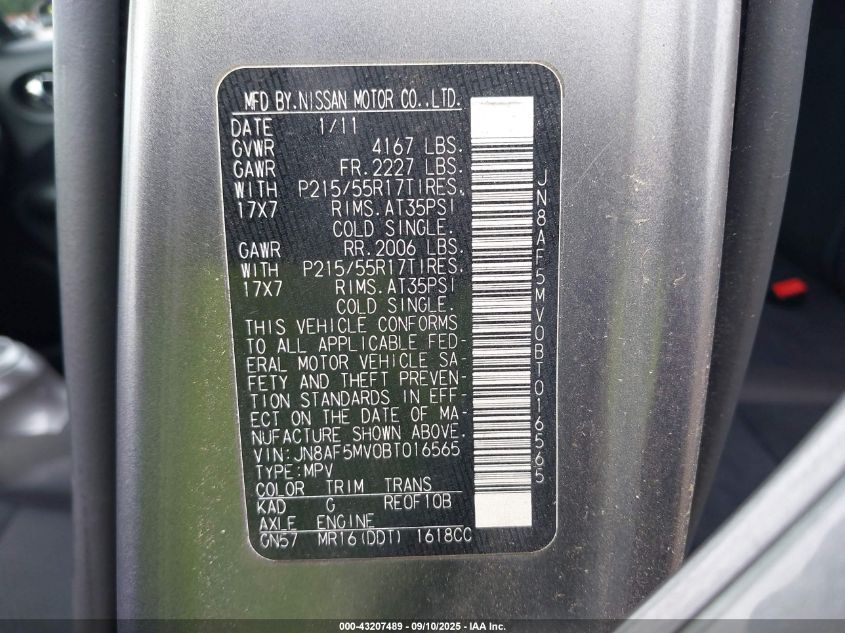 MFD BY.NISSAN MOTOR CO.,LTD.
DATE 1/11
GVWR 4167 LBS.
GAWR FR.2227 LBS.
WITH P215/55R17TIRES.
17X7 RIMS.AT35PSI
COLD SINGLE.
GAWR RR.2006 LBS.
WITH P215/55R17TIRES.
17X7 RIMS.AT35PSI
COLD SINGLE.
THIS VEHICLE CONFORMS
TO ALL APPLICABLE FED-
ERAL MOTOR VEHICLE SA-
FETY AND THEFT PREVEN-
TION STANDARDS IN EFF-
ECT ON THE DATE OF MA-
NUFACTURE SHOWN ABOVE.
VIN:JN8AF5MV0BT016565
TYPE:MPV
COLOR TRIM TRANS
KAD G RE0F10B
AXLE ENGINE
GN57 MR16(DDT) 1618CC
JN8AF5MV0BT016565
000-43207489 - 09/10/2025 - IAA Inc.